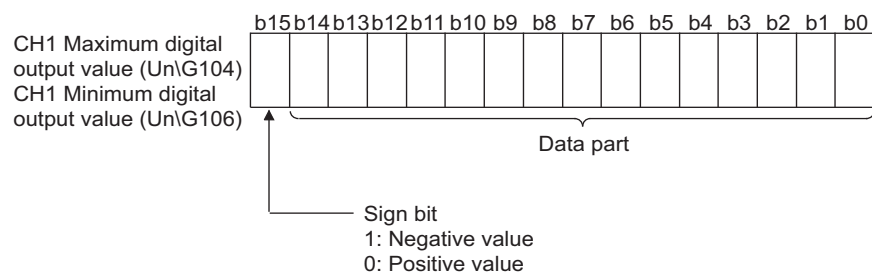 b15 b14 b13 b12 b11 b10 b9 b8 b7 b6 b5 b4 b3 b2 b1 b0
CH1 Maximum digital
output value (Un\G104)
CH1 Minimum digital
output value (Un\G106)
Data part
Sign bit
1: Negative value
0: Positive value